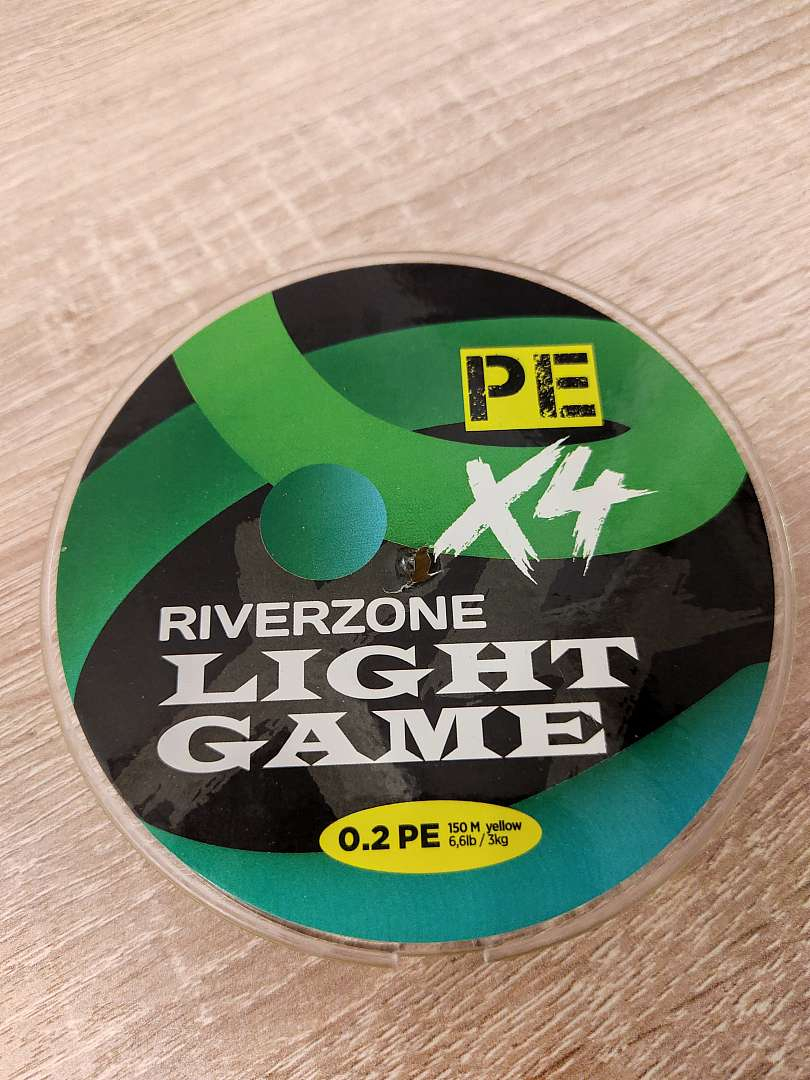 PE
X4
RIVERZONE
LIGHT
GAME
0.2 PE 150 M yellow
6,6lb / 3kg